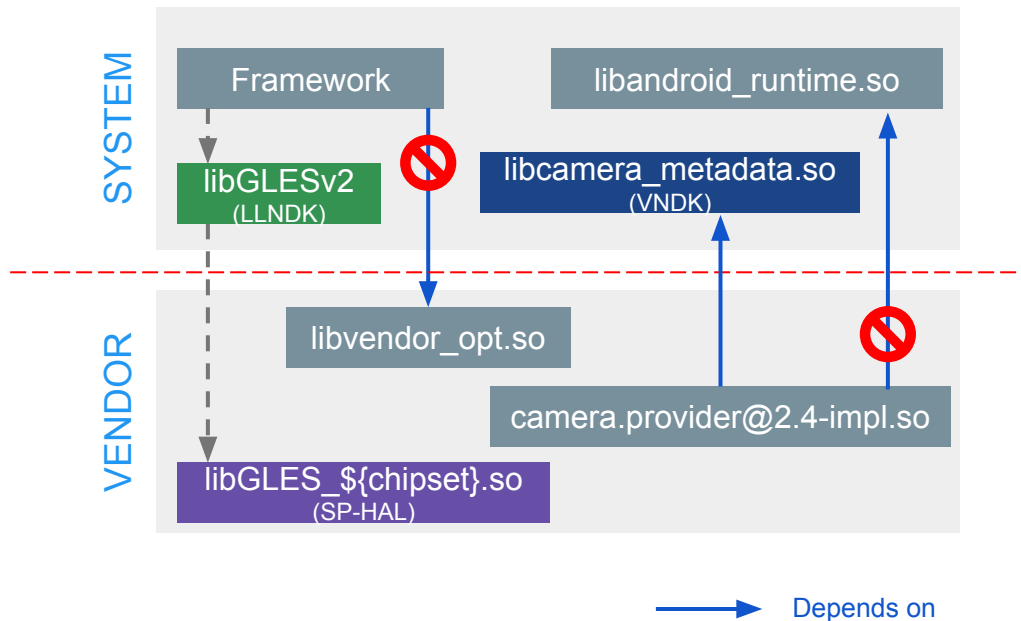 SYSTEM
Framework
libandroid_runtime.so
libGLESv2
(LLNDK)
libcamera_metadata.so
(VNDK)
VENDOR
libvendor_opt.so
camera.provider@2.4-impl.so
libGLES_${chipset}.so
(SP-HAL)
Depends on